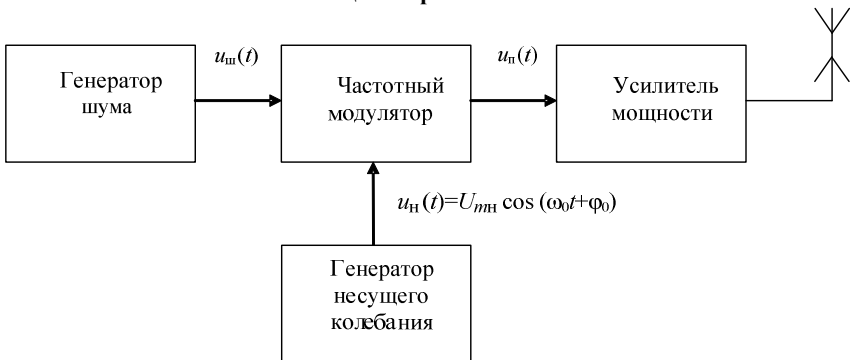 Генератор
шума
uш(t)
Частотный
модулятор
uп(t)
Усилитель
мощности
uн(t)=Umн cos (ω₀t+φ₀)
Генератор
несущего
колебания